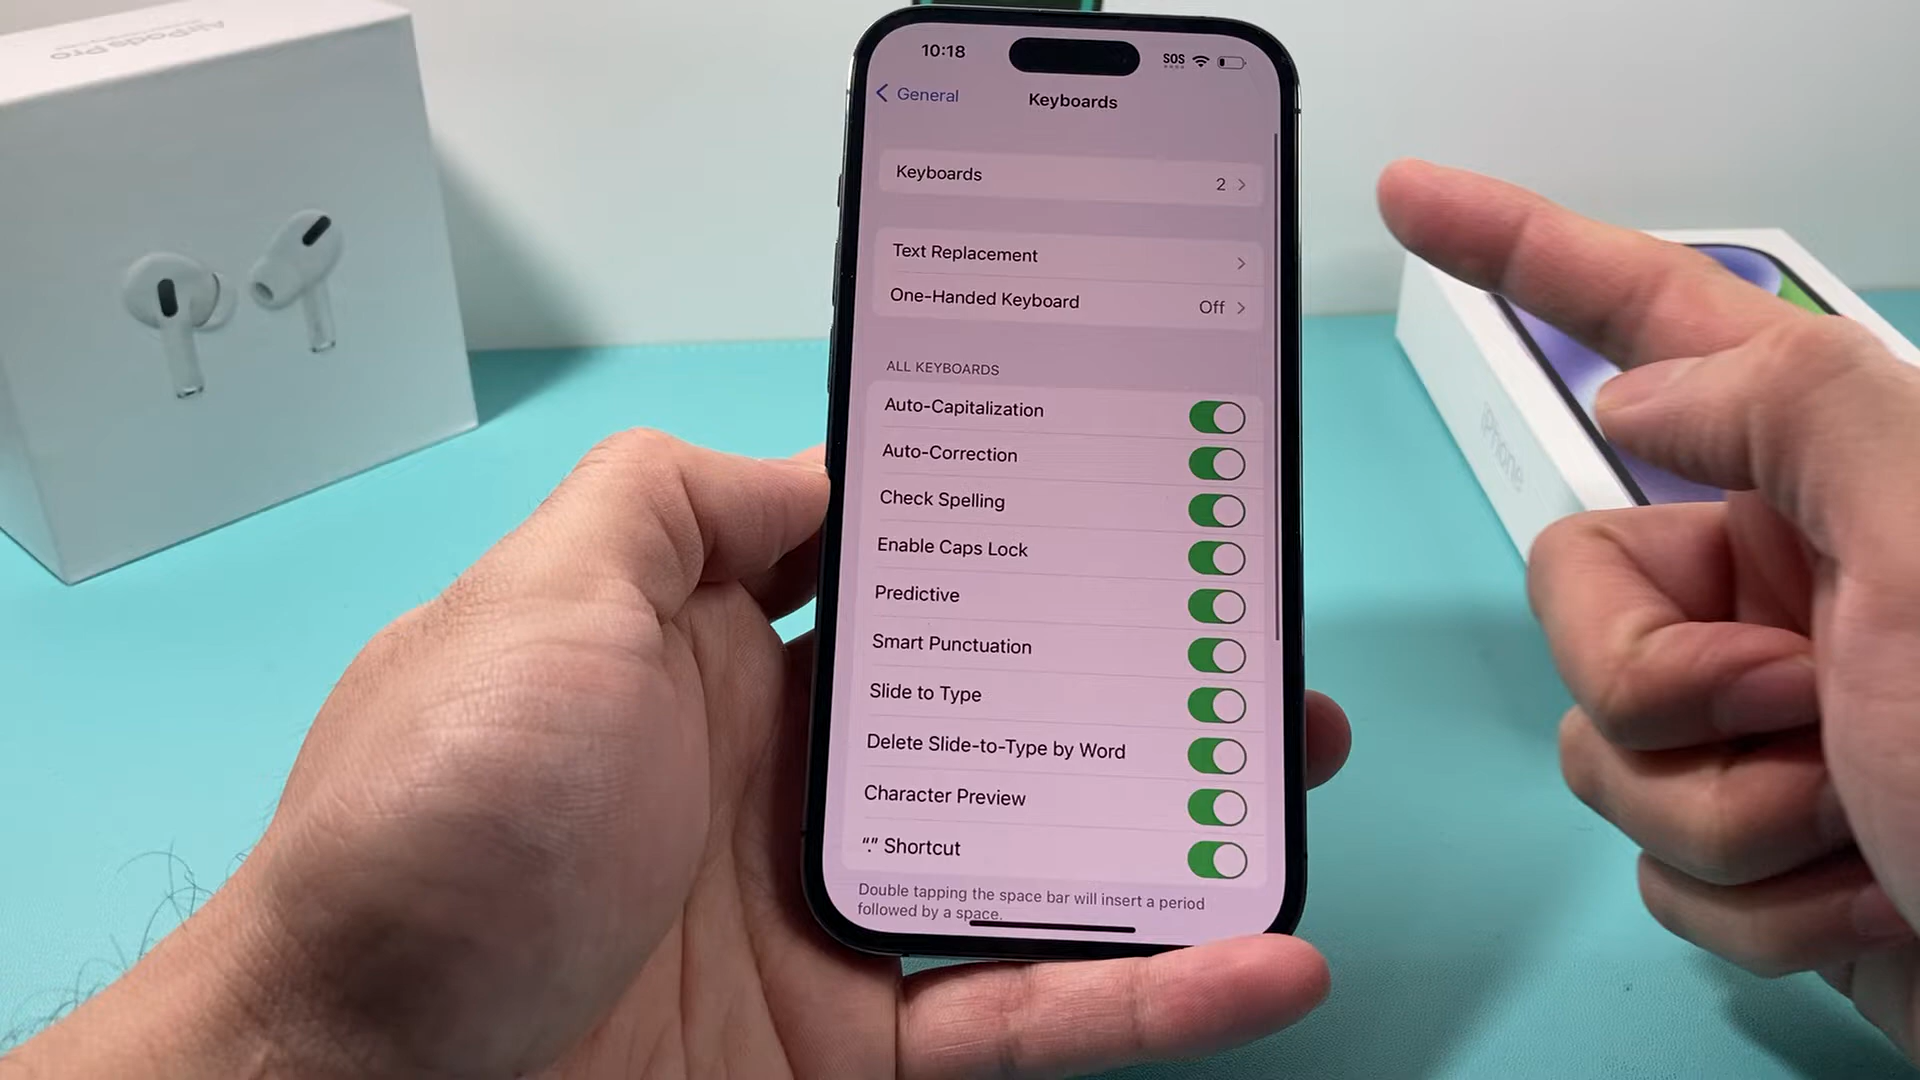 AirPods Pro
10:18
SOS
General
Keyboards
Keyboards 2
Text Replacement
One-Handed Keyboard Off
ALL KEYBOARDS
Auto-Capitalization
Auto-Correction
Check Spelling
Enable Caps Lock
Predictive
Smart Punctuation
Slide to Type
Delete Slide-to-Type by Word
Character Preview
“.” Shortcut
Double tapping the space bar will insert a period
followed by a space.
iPhone